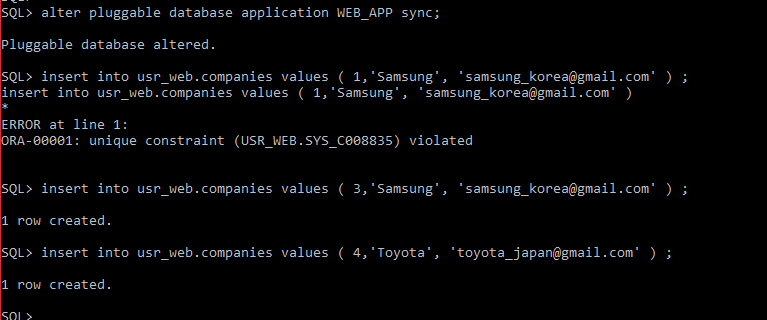 SQL> alter pluggable database application WEB_APP sync;
Pluggable database altered.
SQL> insert into usr_web.companies values ( 1,'Samsung', 'samsung_korea@gmail.com' ) ;
insert into usr_web.companies values ( 1,'Samsung', 'samsung_korea@gmail.com' )
*
ERROR at line 1:
ORA-00001: unique constraint (USR_WEB.SYS_C008835) violated
SQL> insert into usr_web.companies values ( 3,'Samsung', 'samsung_korea@gmail.com' ) ;
1 row created.
SQL> insert into usr_web.companies values ( 4,'Toyota', 'toyota_japan@gmail.com' ) ;
1 row created.
SQL>